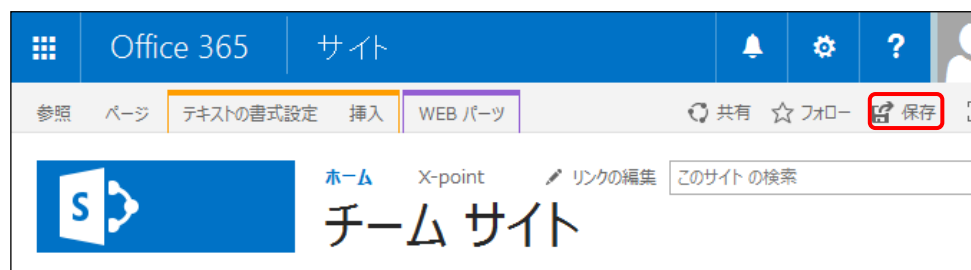 Office 365 サイト ?
参照 ページ テキストの書式設定 挿入 WEB パーツ 共有 フォロー 保存
S
ホーム X-point リンクの編集 このサイト の検索
チーム サイト